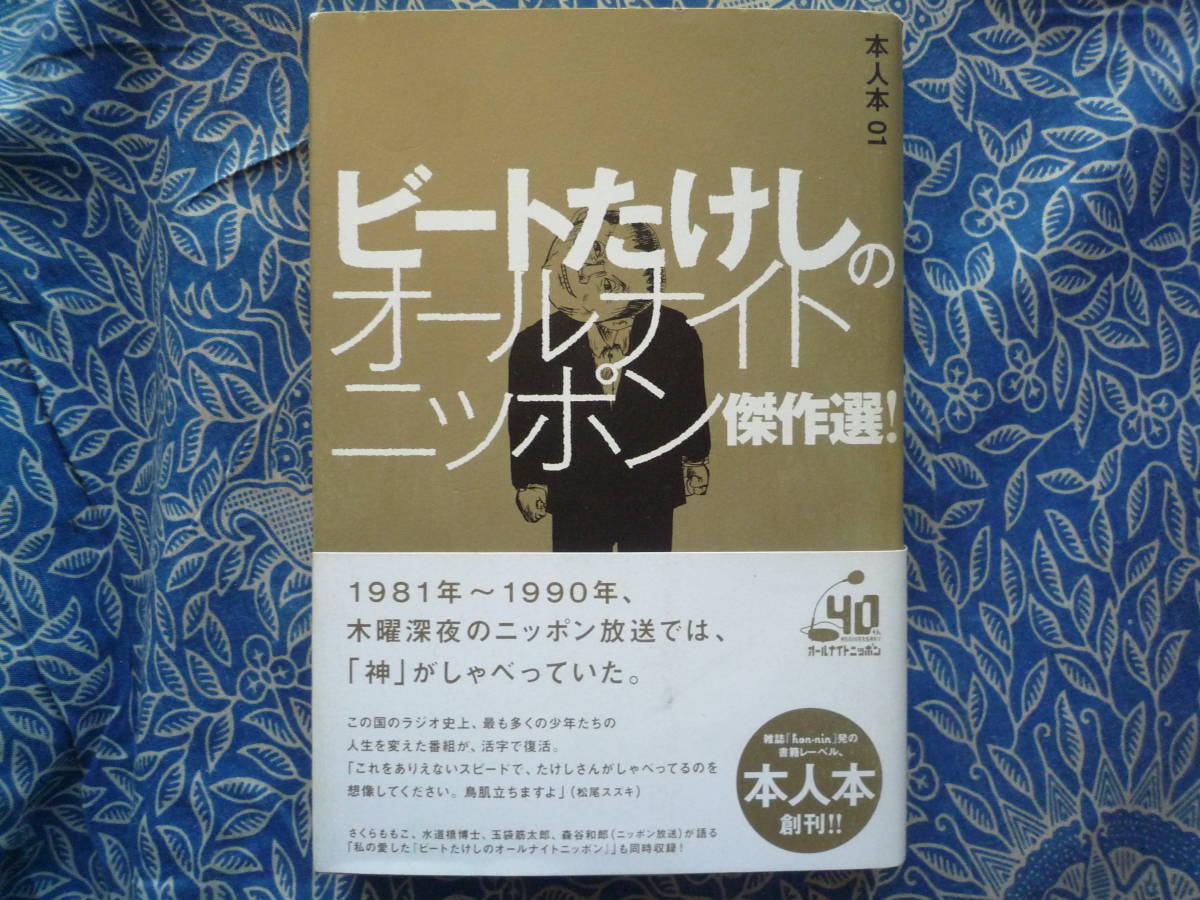 本人本 01
ビートたけしの
オールナイト
ニッポン傑作選!
1981年～1990年、
木曜深夜のニッポン放送では、
「神」がしゃべっていた。
40th
ANNIVERSARY
オールナイトニッポン
この国のラジオ史上、最も多くの少年たちの
人生を変えた番組が、活字で復活。
「これをありえないスピードで、たけしさんがしゃべってるのを
想像してください。鳥肌立ちますよ」(松尾スズキ)
さくらももこ、水道橋博士、玉袋筋太郎、森谷和郎(ニッポン放送)が語る
「私の愛した『ビートたけしのオールナイトニッポン』」も同時収録!
雑誌『hon-nin』発の
書籍レーベル、
本人本
創刊!!